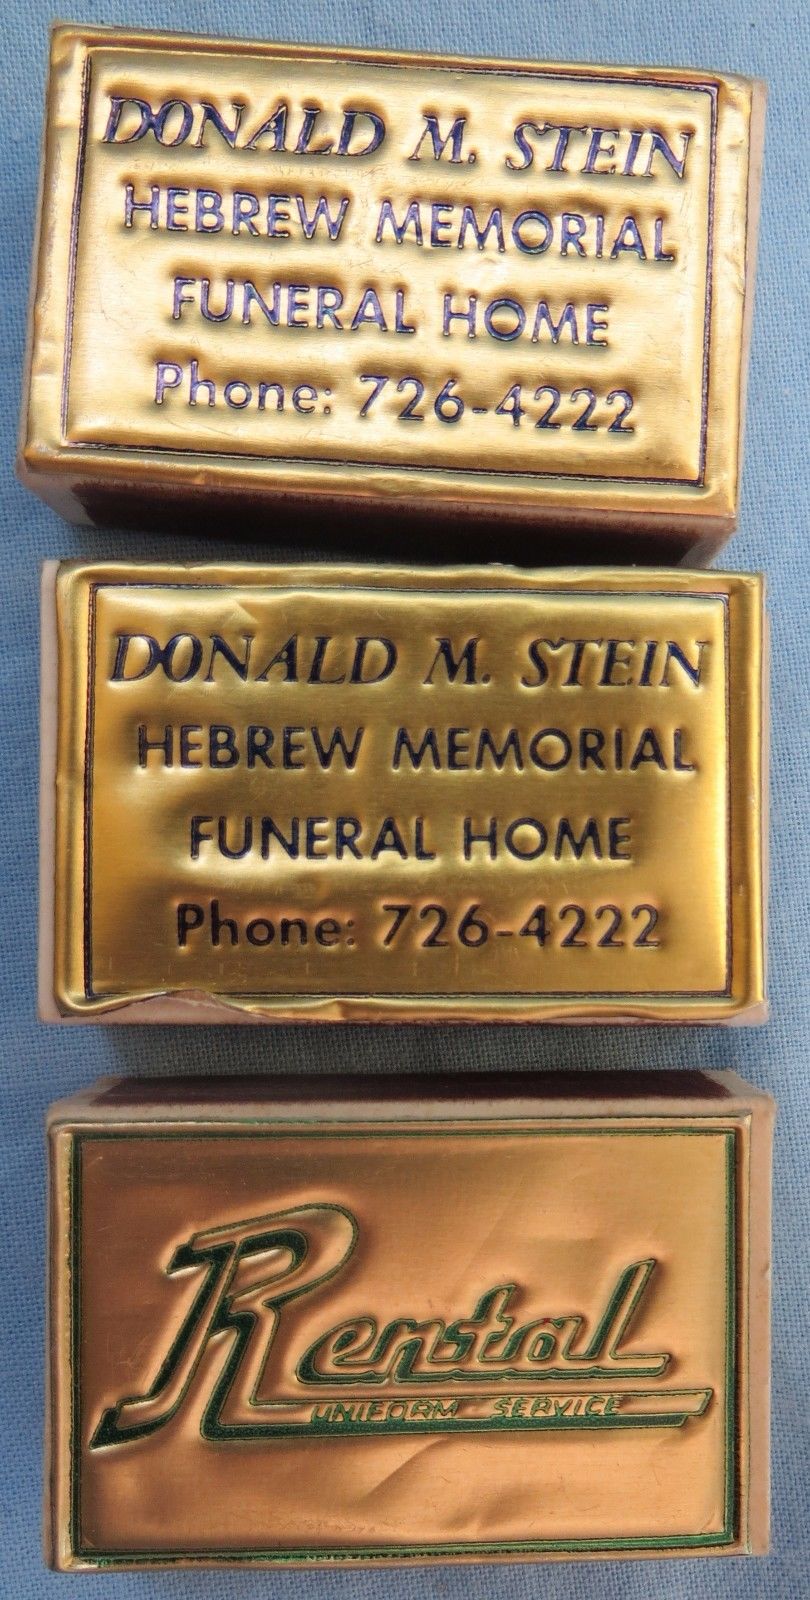 DONALD M. STEIN
HEBREW MEMORIAL
FUNERAL HOME
Phone: 726-4222
DONALD M. STEIN
HEBREW MEMORIAL
FUNERAL HOME
Phone: 726-4222
Rental
UNIFORM SERVICE